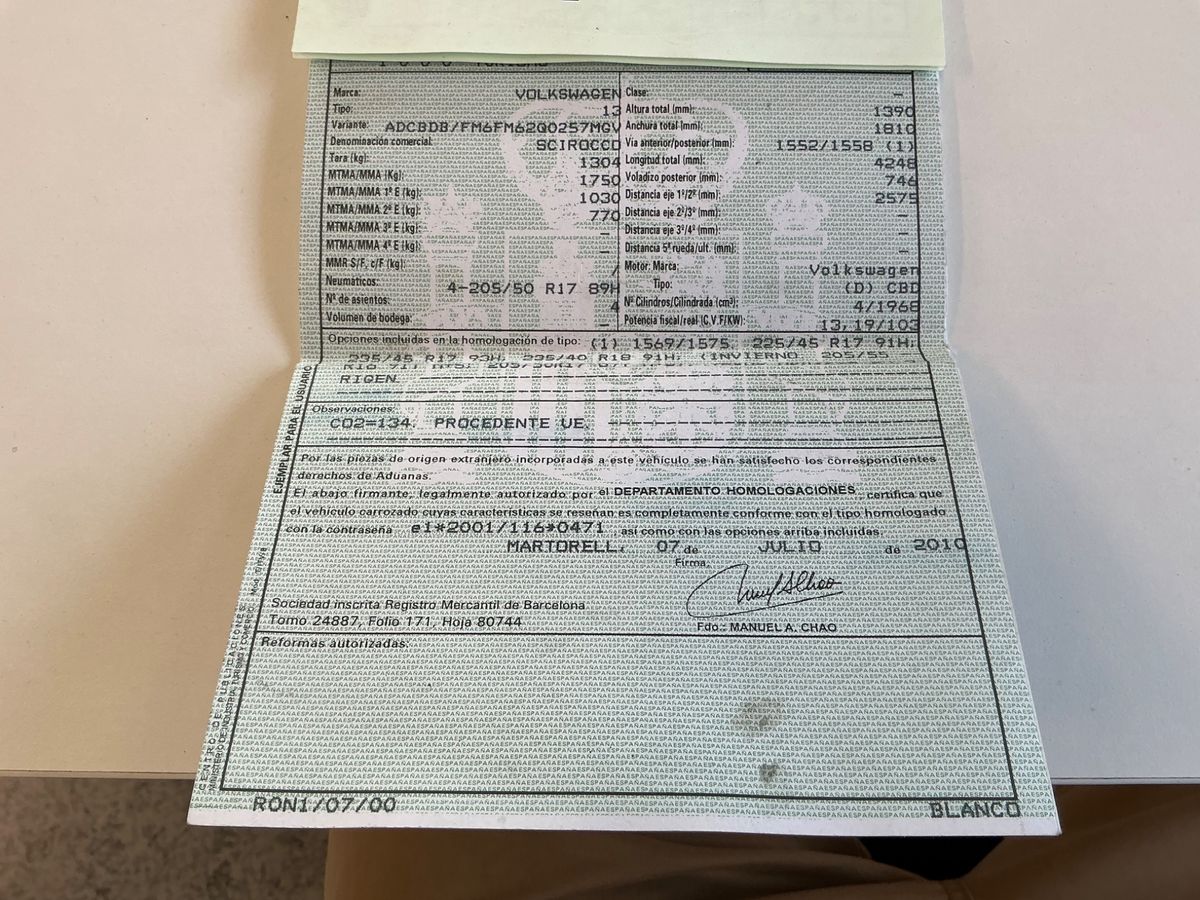 Marca: VOLKSWAGEN Clase: —
Tipo: 13 Altura total (mm): 1390
Variante: ADCBDB/FM6FM62Q0257MGV Anchura total (mm): 1810
Denominación comercial: SCIROCCO Vía anterior/posterior (mm): 1552/1558 (1)
Tara (kg): 1304 Longitud total (mm): 4248
MTMA/MMA (Kg): 1750 Voladizo posterior (mm): 746
MTMA/MMA 1º E (kg): 1030 Distancia eje 1º/2º (mm): 2575
MTMA/MMA 2º E (kg): 770 Distancia eje 2º/3º (mm): —
MTMA/MMA 3º E (kg): — Distancia eje 3º/4º (mm): —
MTMA/MMA 4º E (kg): — Distancia 5ª rueda/ult. (mm): —
MMR S/F, c/F (kg): / Motor: Marca: Volkswagen
Neumáticos: 4-205/50 R17 89H Tipo: (D) CBD
Nº de asientos: 4 Nº Cilindros/Cilindrada (cm³): 4/1968
Volumen de bodega: — Potencia fiscal/real (C.V.F/KW): 13,19/103
Opciones incluidas en la homologación de tipo: (1) 1569/1575. 225/45 R17 91H;
235/45 R17 93H; 235/40 R18 91H; (INVIERNO 205/55
RIGEN.
Observaciones:
CO2=134. PROCEDENTE UE.
Por las piezas de origen extranjero incorporadas a este vehículo se han satisfecho los correspondientes
derechos de Aduanas.
El abajo firmante, legalmente autorizado por el DEPARTAMENTO HOMOLOGACIONES, certifica que
el vehículo carrozado cuyas características se reseñan es completamente conforme con el tipo homologado
con la contraseña e1*2001/116*0471 así como con las opciones arriba incluidas.
MARTORELL, 07 de JULIO de 2010
Firma
Sociedad inscrita Registro Mercantil de Barcelona
Tomo 24887, Folio 171, Hoja 80744
Fdo.: MANUEL A. CHAO
Reformas autorizadas:
EJEMPLAR PARA EL USUARIO
RON1/07/00 BLANCO